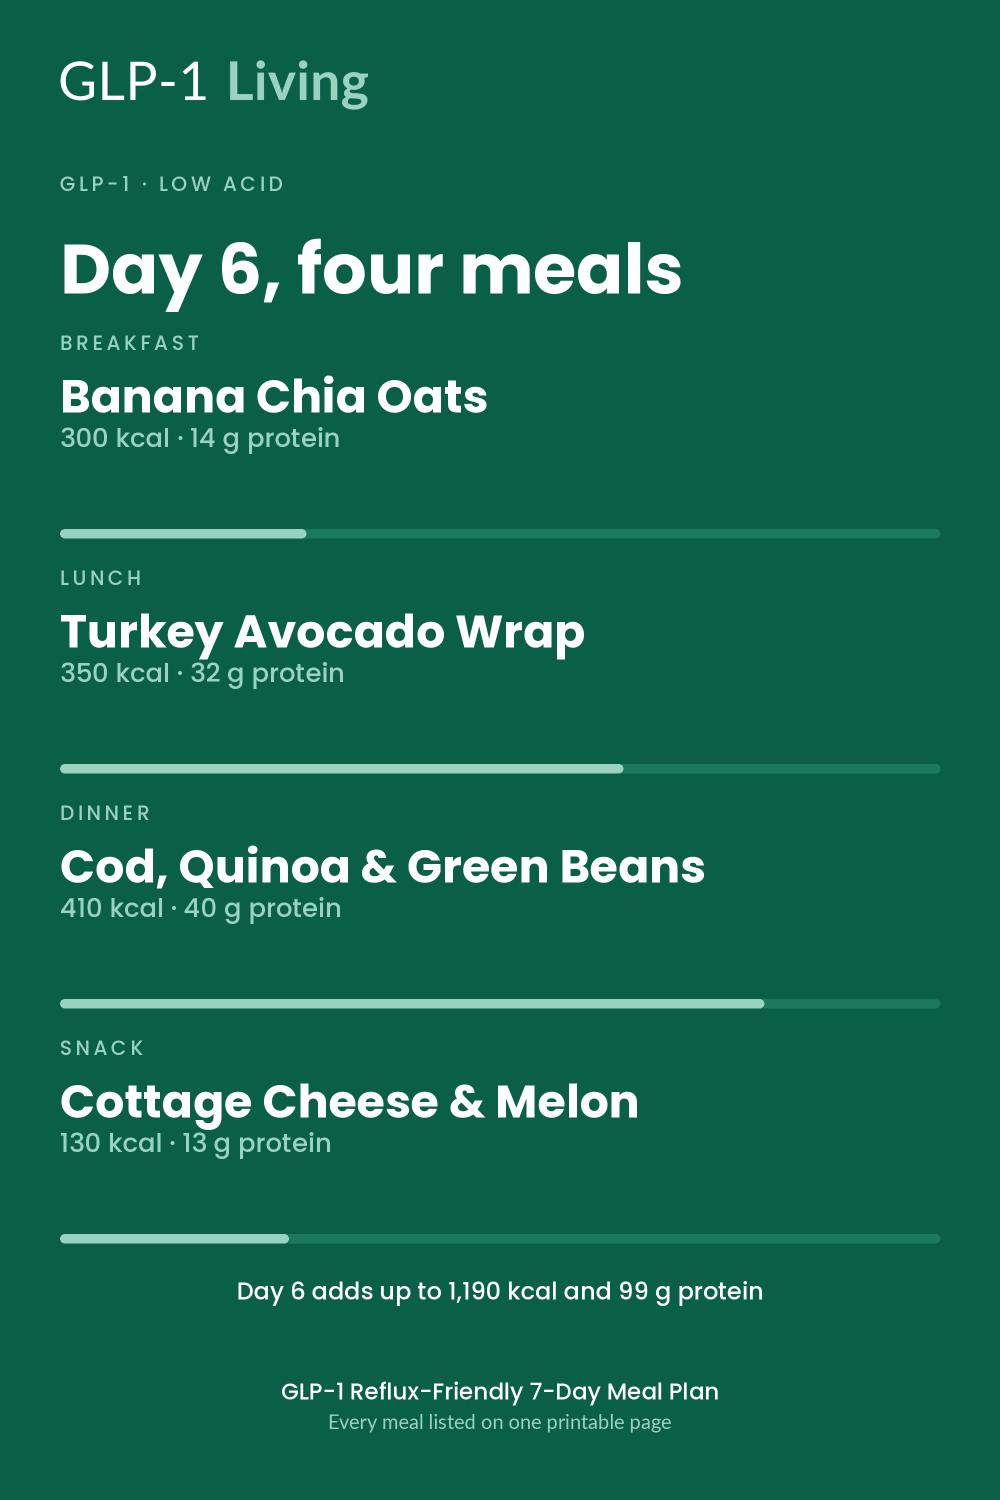 GLP-1 Living
GLP-1 · LOW ACID
Day 6, four meals
BREAKFAST
Banana Chia Oats
300 kcal · 14 g protein
LUNCH
Turkey Avocado Wrap
350 kcal · 32 g protein
DINNER
Cod, Quinoa & Green Beans
410 kcal · 40 g protein
SNACK
Cottage Cheese & Melon
130 kcal · 13 g protein
Day 6 adds up to 1,190 kcal and 99 g protein
GLP-1 Reflux-Friendly 7-Day Meal Plan
Every meal listed on one printable page